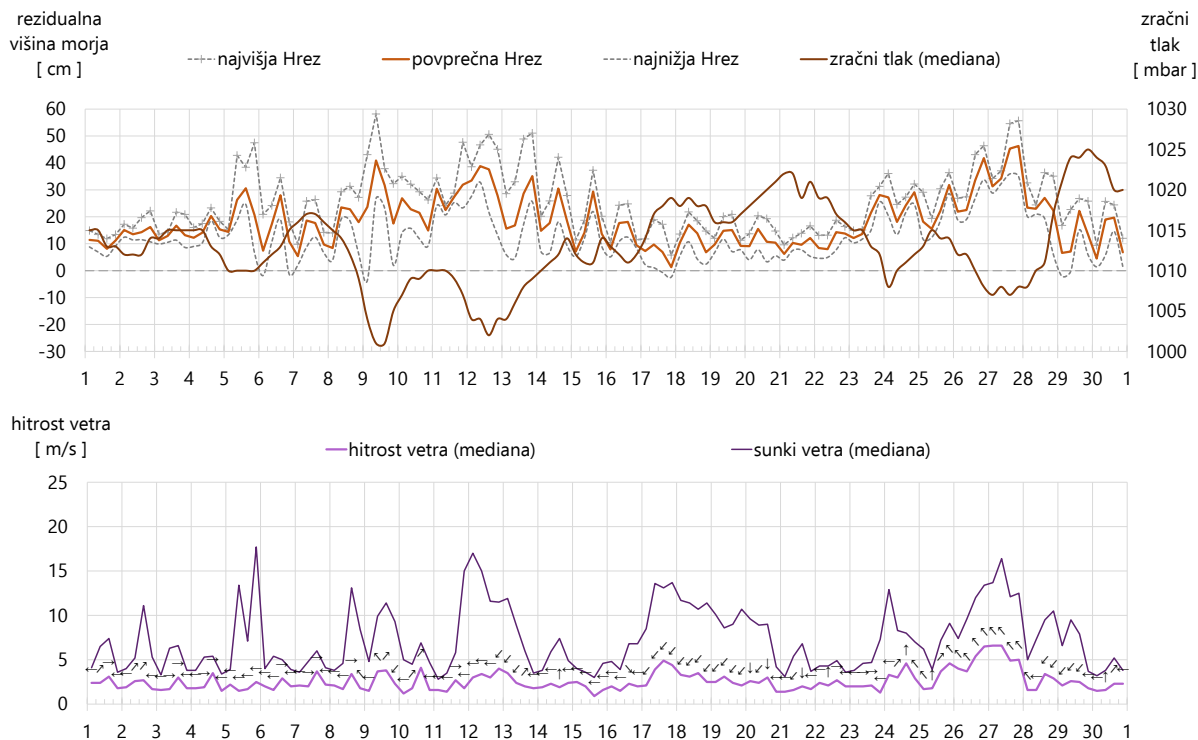 rezidualna
višina morja
[ cm ]
najvišja Hrez
povprečna Hrez
najnižja Hrez
zračni tlak (mediana)
zračni
tlak
[ mbar ]
60 1030
50
40 1025
30
20 1020
10 1015
0 1010
-10
-20 1005
-30 1000
1 2 3 4 5 6 7 8 9 10 11 12 13 14 15 16 17 18 19 20 21 22 23 24 25 26 27 28 29 30 1
hitrost vetra
[ m/s ]
hitrost vetra (mediana)
sunki vetra (mediana)
25
20
15
10
5
0
1 2 3 4 5 6 7 8 9 10 11 12 13 14 15 16 17 18 19 20 21 22 23 24 25 26 27 28 29 30 1